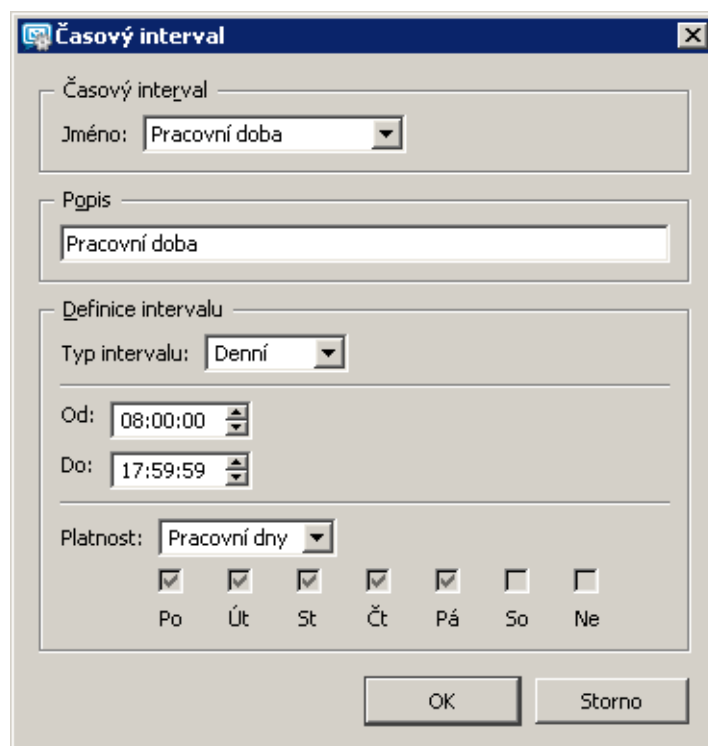 Časový interval
Časový interval
Jméno: Pracovní doba
Popis
Pracovní doba
Definice intervalu
Typ intervalu: Denní
Od: 08:00:00
Do: 17:59:59
Platnost: Pracovní dny
Po Út St Čt Pá So Ne
OK Storno